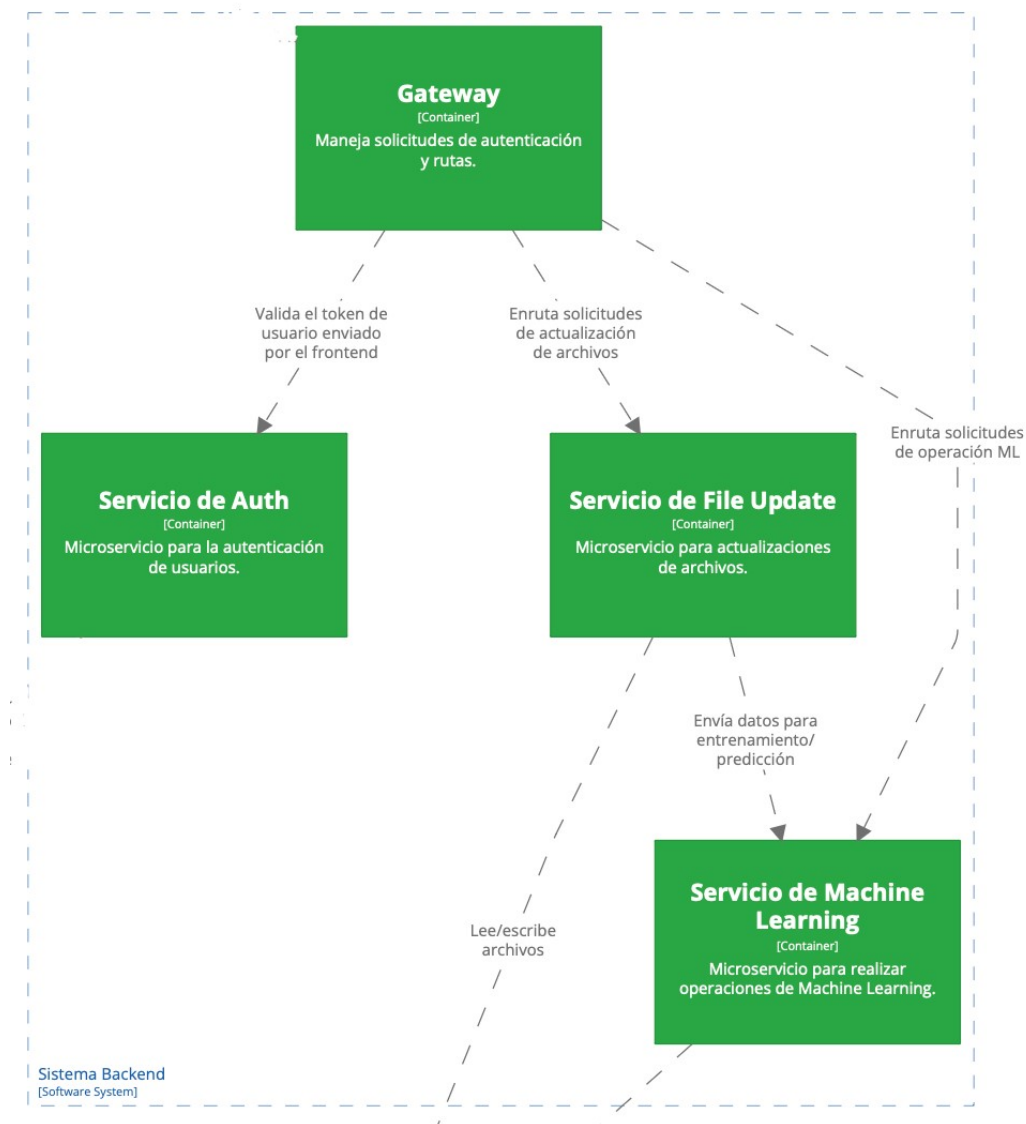 Gateway
[Container]
Maneja solicitudes de autenticación
y rutas.
Valida el token de
usuario enviado
por el frontend
Enruta solicitudes
de actualización
de archivos
Enruta solicitudes
de operación ML
Servicio de Auth
[Container]
Microservicio para la autenticación
de usuarios.
Servicio de File Update
[Container]
Microservicio para actualizaciones
de archivos.
Envía datos para
entrenamiento/
predicción
Lee/escribe
archivos
Servicio de Machine
Learning
[Container]
Microservicio para realizar
operaciones de Machine Learning.
Sistema Backend
[Software System]